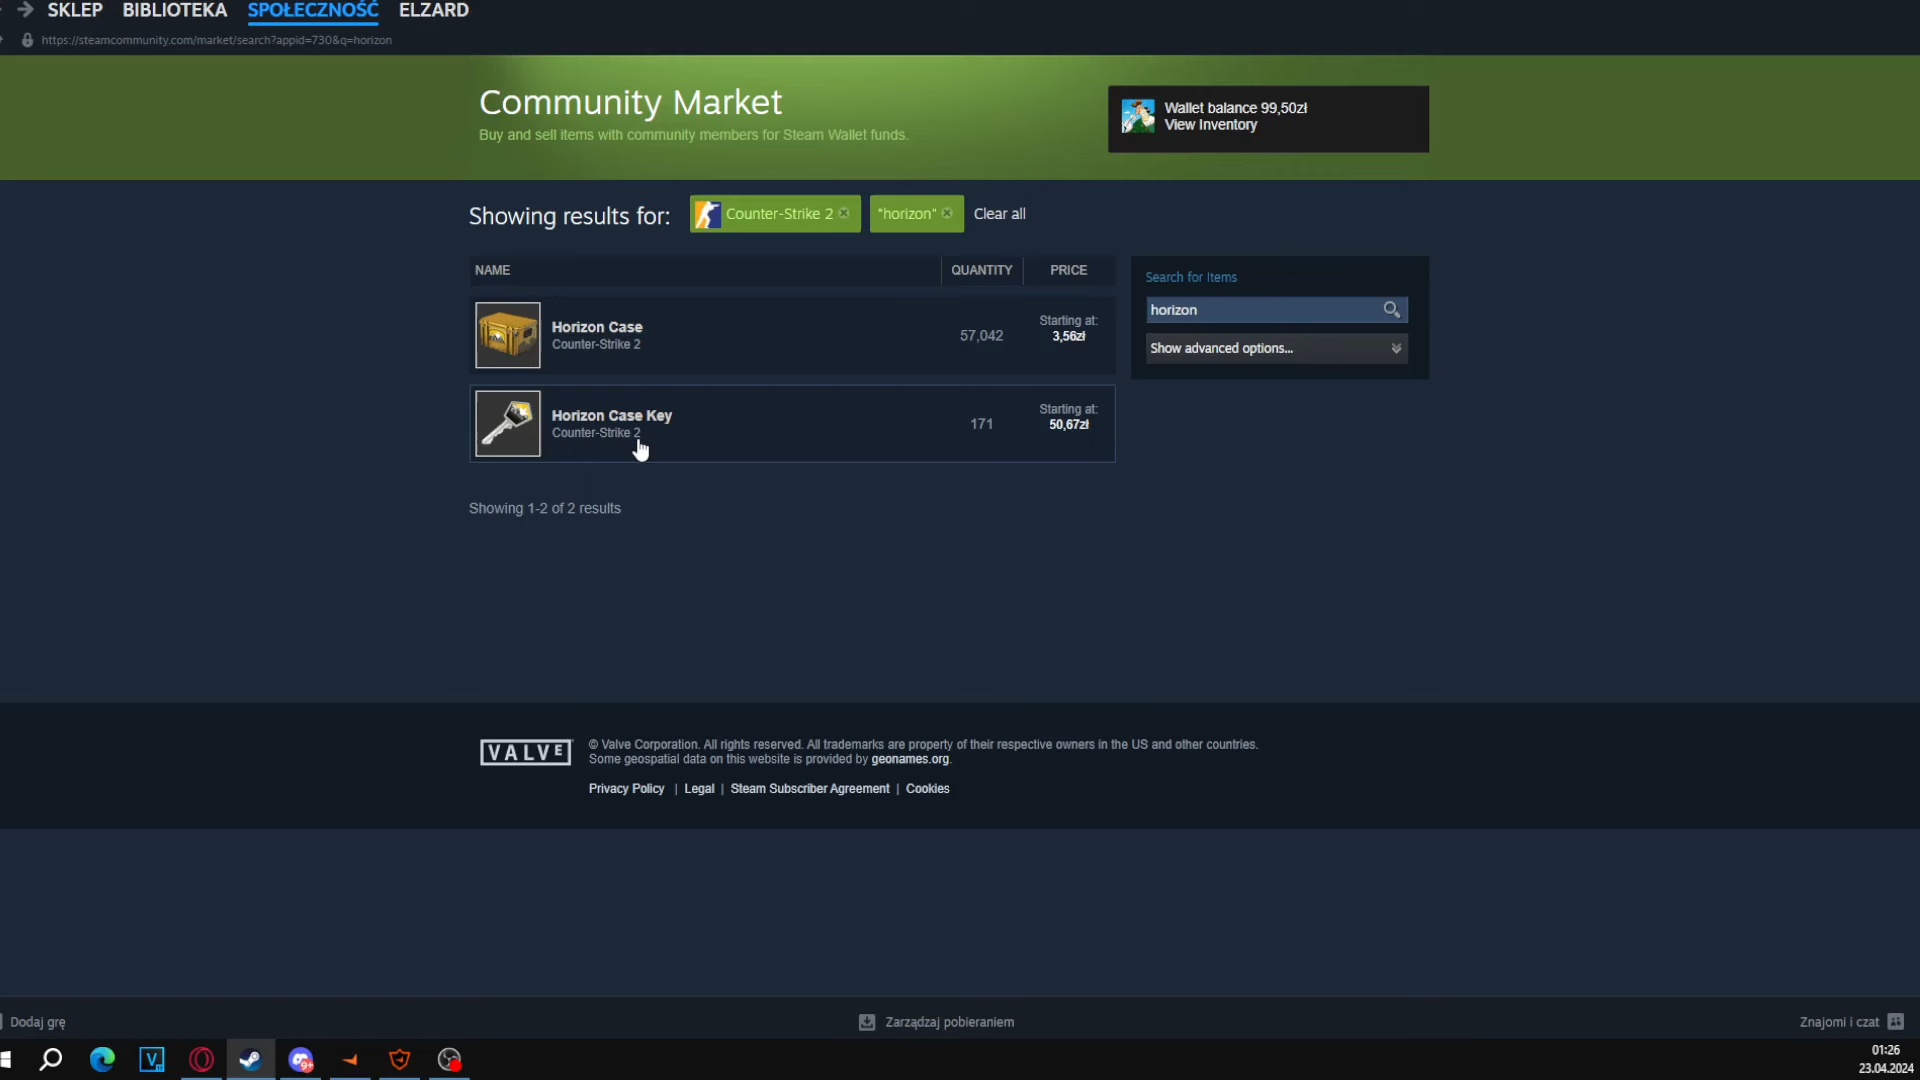 SKLEP BIBLIOTEKA SPOŁECZNOŚĆ ELZARD
https://steamcommunity.com/market/search?appid=730&q=horizon
Community Market
Buy and sell items with community members for Steam Wallet funds.
Wallet balance 99,50zł
View Inventory
Showing results for:
Counter-Strike 2
"horizon"
Clear all
NAME QUANTITY PRICE
Horizon Case
Counter-Strike 2
57,042
Starting at:
3,56zł
Horizon Case Key
Counter-Strike 2
171
Starting at:
50,67zł
Search for Items
horizon
Show advanced options...
Showing 1-2 of 2 results
VALVE
© Valve Corporation. All rights reserved. All trademarks are property of their respective owners in the US and other countries.
Some geospatial data on this website is provided by geonames.org.
Privacy Policy | Legal | Steam Subscriber Agreement | Cookies
Dodaj grę
Zarządzaj pobieraniem
Znajomi i czat
V
9+
01:26
23.04.2024